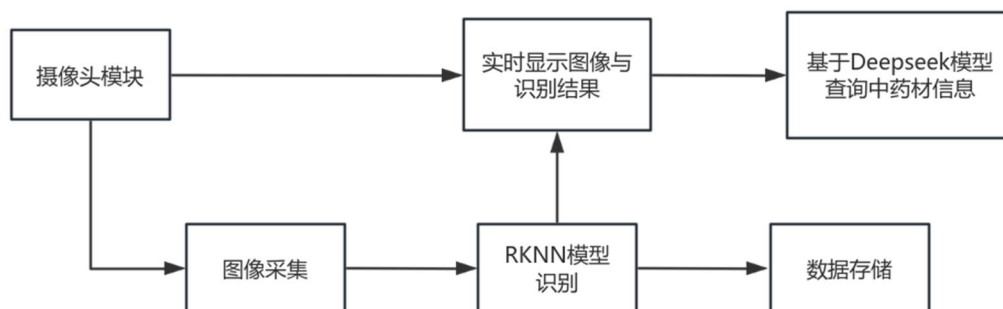 摄像头模块
实时显示图像与
识别结果
基于Deepseek模型
查询中药材信息
图像采集
RKNN模型
识别
数据存储